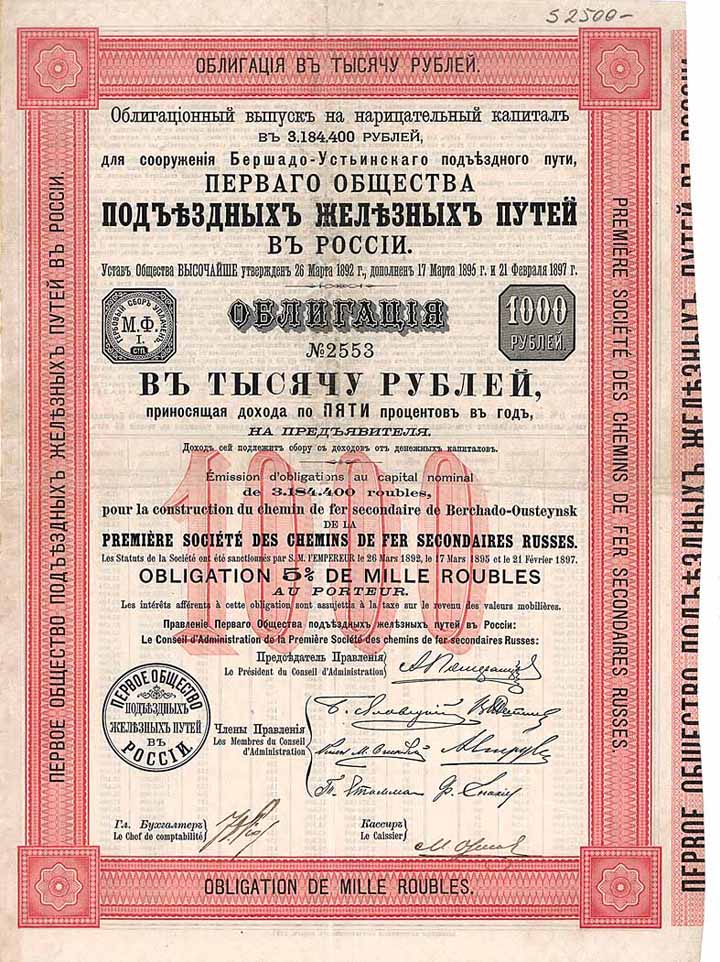 S 2500-
ОБЛИГАЦІЯ ВЪ ТЫСЯЧУ РУБЛЕЙ.
Облигаціонный выпускъ на нарицательный капиталъ
ВЪ 3.184.400 РУБЛЕЙ,
для сооруженія Бершадо-Устьинскаго подъѣздного пути,
ПЕРВАГО ОБЩЕСТВА
ПОДЪѢЗДНЫХЪ ЖЕЛѢЗНЫХЪ ПУТЕЙ
ВЪ РОССІИ.
Уставъ Общества ВЫСОЧАЙШЕ утвержденъ 26 Марта 1892 г., дополненъ 17 Марта 1895 г. и 21 Февраля 1897 г.
ГЕРБОВЫЙ СБОРЪ УПЛАЧЕНЪ
М.Ф.
I.
СПБ
ОБЛИГАЦІЯ
1000
РУБЛЕЙ.
№2553
ВЪ ТЫСЯЧУ РУБЛЕЙ,
приносящая дохода по ПЯТИ процентовъ въ годъ,
НА ПРЕДЪЯВИТЕЛЯ.
Доходъ сей подлежитъ сбору съ доходовъ отъ денежныхъ капиталовъ.
1000
Émission d'obligations au capital nominal
de 3.184.400 roubles,
pour la construction du chemin de fer secondaire de Berchado-Ousteynsk
DE LA
PREMIÈRE SOCIÉTÉ DES CHEMINS DE FER SECONDAIRES RUSSES.
Les Statuts de la Société ont été sanctionnés par S. M. l'EMPEREUR le 26 Mars 1892, le 17 Mars 1895 et le 21 Février 1897.
OBLIGATION 5% DE MILLE ROUBLES
AU PORTEUR.
Les intérêts afférents à cette obligation sont assujettis à la taxe sur le revenu des valeurs mobilières.
Правленіе Перваго Общества подъѣздныхъ желѣзныхъ путей въ Россіи:
Le Conseil d'Administration de la Première Société des chemins de fer secondaires Russes:
Предсѣдатель Правленія
Le Président du Conseil d'Administration
ПЕРВОЕ ОБЩЕСТВО
ПОДЪѢЗДНЫХЪ
ЖЕЛѢЗНЫХЪ ПУТЕЙ
ВЪ
РОССІИ.
Члены Правленія
Les Membres du Conseil
d'Administration
Гл. Бухгалтеръ
Le Chef de comptabilité
Кассиръ
Le Caissier
OBLIGATION DE MILLE ROUBLES.
ПЕРВОЕ ОБЩЕСТВО ПОДЪѢЗДНЫХЪ ЖЕЛѢЗНЫХЪ ПУТЕЙ ВЪ РОССІИ.
PREMIÈRE SOCIÉTÉ DES CHEMINS DE FER SECONDAIRES RUSSES.
ПЕРВОЕ ОБЩЕСТВО ПОДЪѢЗДНЫХЪ ЖЕЛѢЗНЫХЪ ПУТЕЙ ВЪ РОССІИ